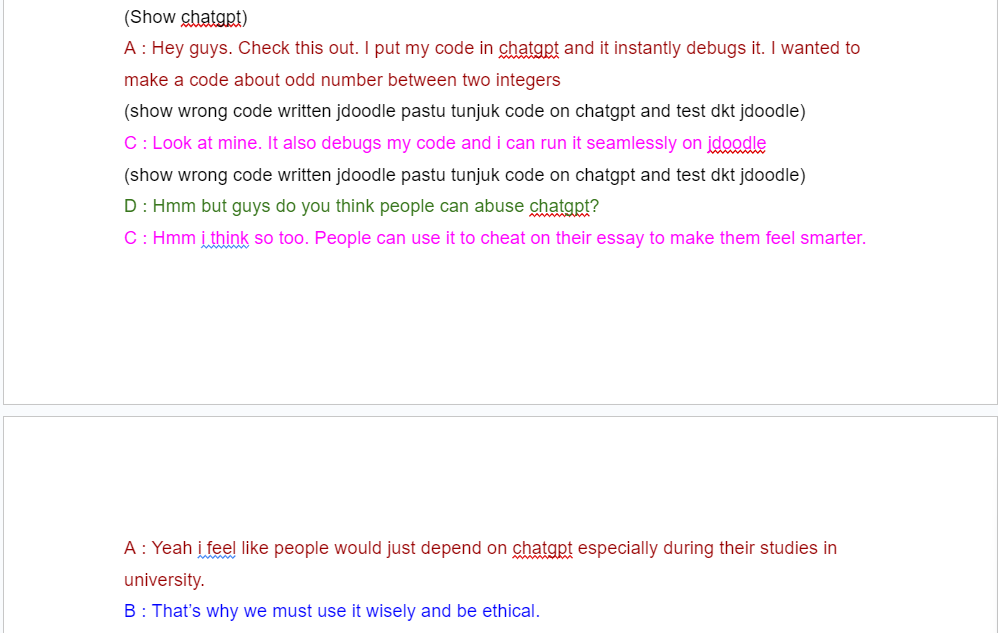 (Show chatgpt)
A : Hey guys. Check this out. I put my code in chatgpt and it instantly debugs it. I wanted to
make a code about odd number between two integers
(show wrong code written jdoodle pastu tunjuk code on chatgpt and test dkt jdoodle)
C : Look at mine. It also debugs my code and i can run it seamlessly on jdoodle
(show wrong code written jdoodle pastu tunjuk code on chatgpt and test dkt jdoodle)
D : Hmm but guys do you think people can abuse chatgpt?
C : Hmm i think so too. People can use it to cheat on their essay to make them feel smarter.
A : Yeah i feel like people would just depend on chatgpt especially during their studies in
university.
B : That’s why we must use it wisely and be ethical.